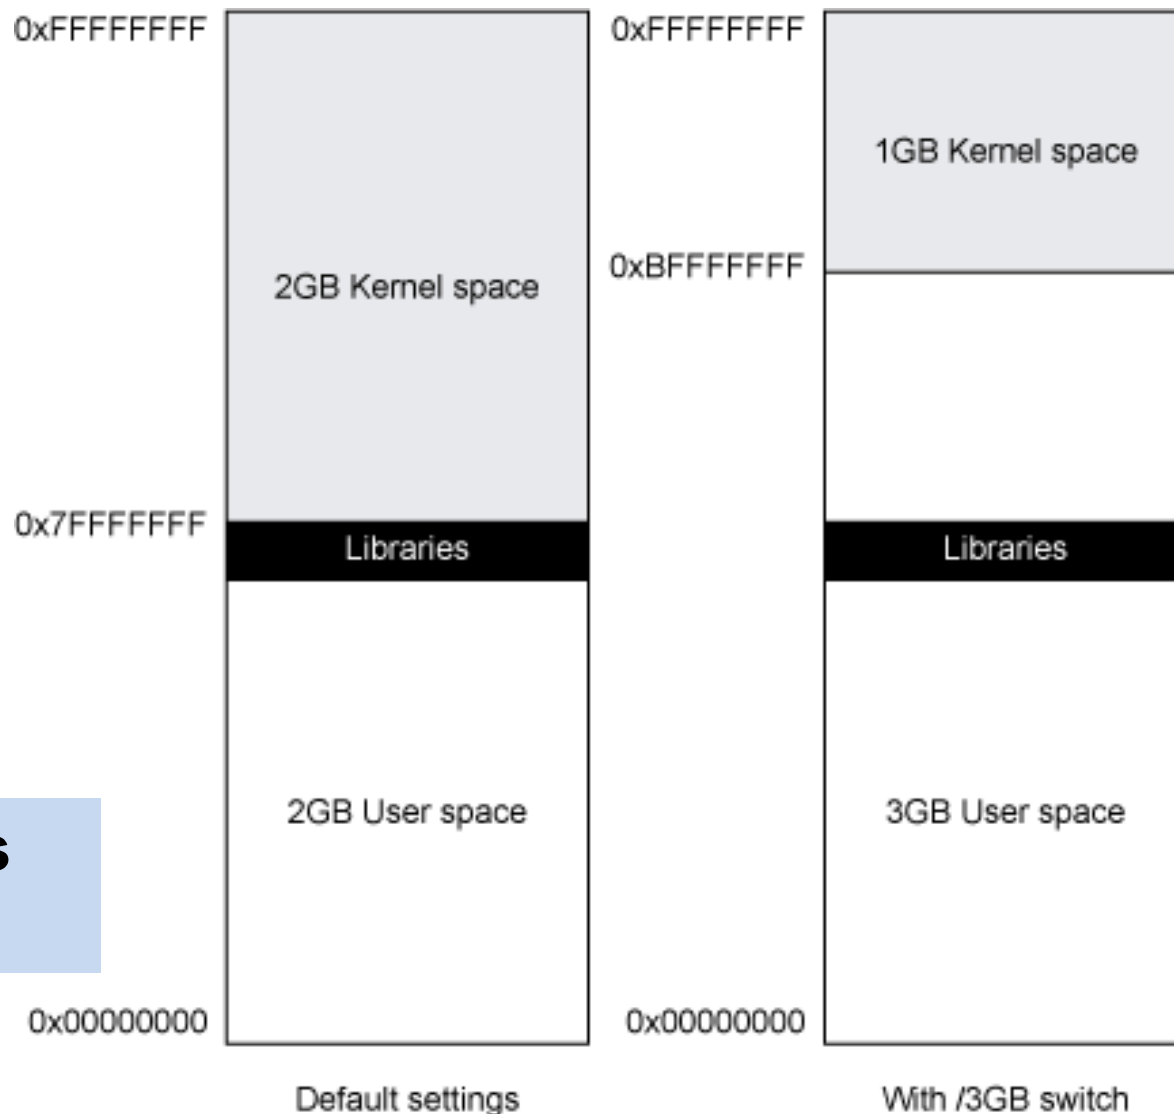 0xFFFFFFFF
2GB Kernel space
0x7FFFFFFF
Libraries
2GB User space
0x00000000
Default settings
0xFFFFFFFF
1GB Kernel space
0xBFFFFFFF
Libraries
3GB User space
0x00000000
With /3GB switch